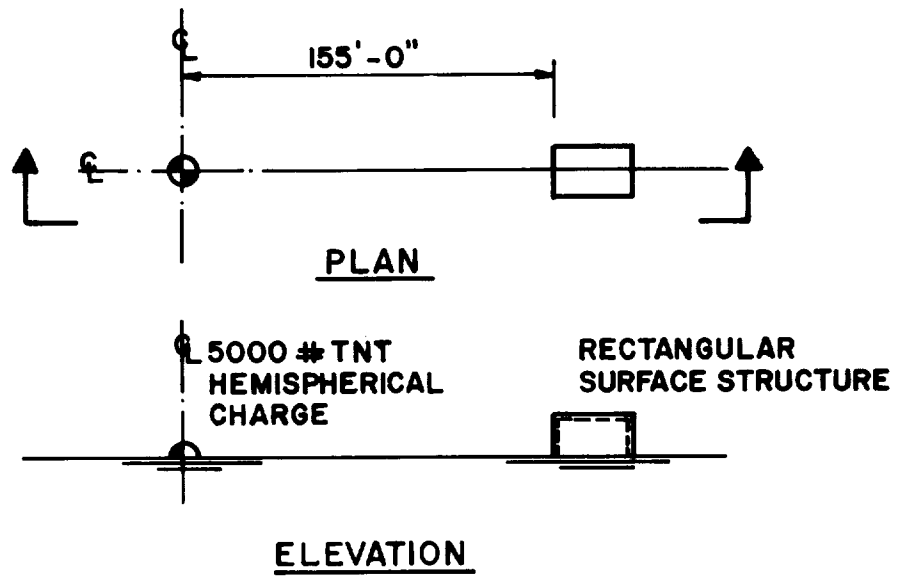 ℄
155'-0"
℄
PLAN
℄ 5000 # TNT
HEMISPHERICAL
CHARGE
RECTANGULAR
SURFACE STRUCTURE
ELEVATION